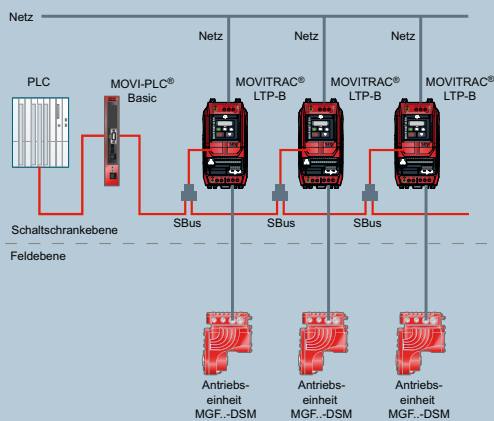 Netz
Netz
Netz
Netz
PLC
MOVI-PLC®
Basic
MOVITRAC®
LTP-B
MOVITRAC®
LTP-B
MOVITRAC®
LTP-B
SBus
SBus
SBus
Schaltschrankebene
Feldebene
Antriebs-
einheit
MGF..-DSM
Antriebs-
einheit
MGF..-DSM
Antriebs-
einheit
MGF..-DSM